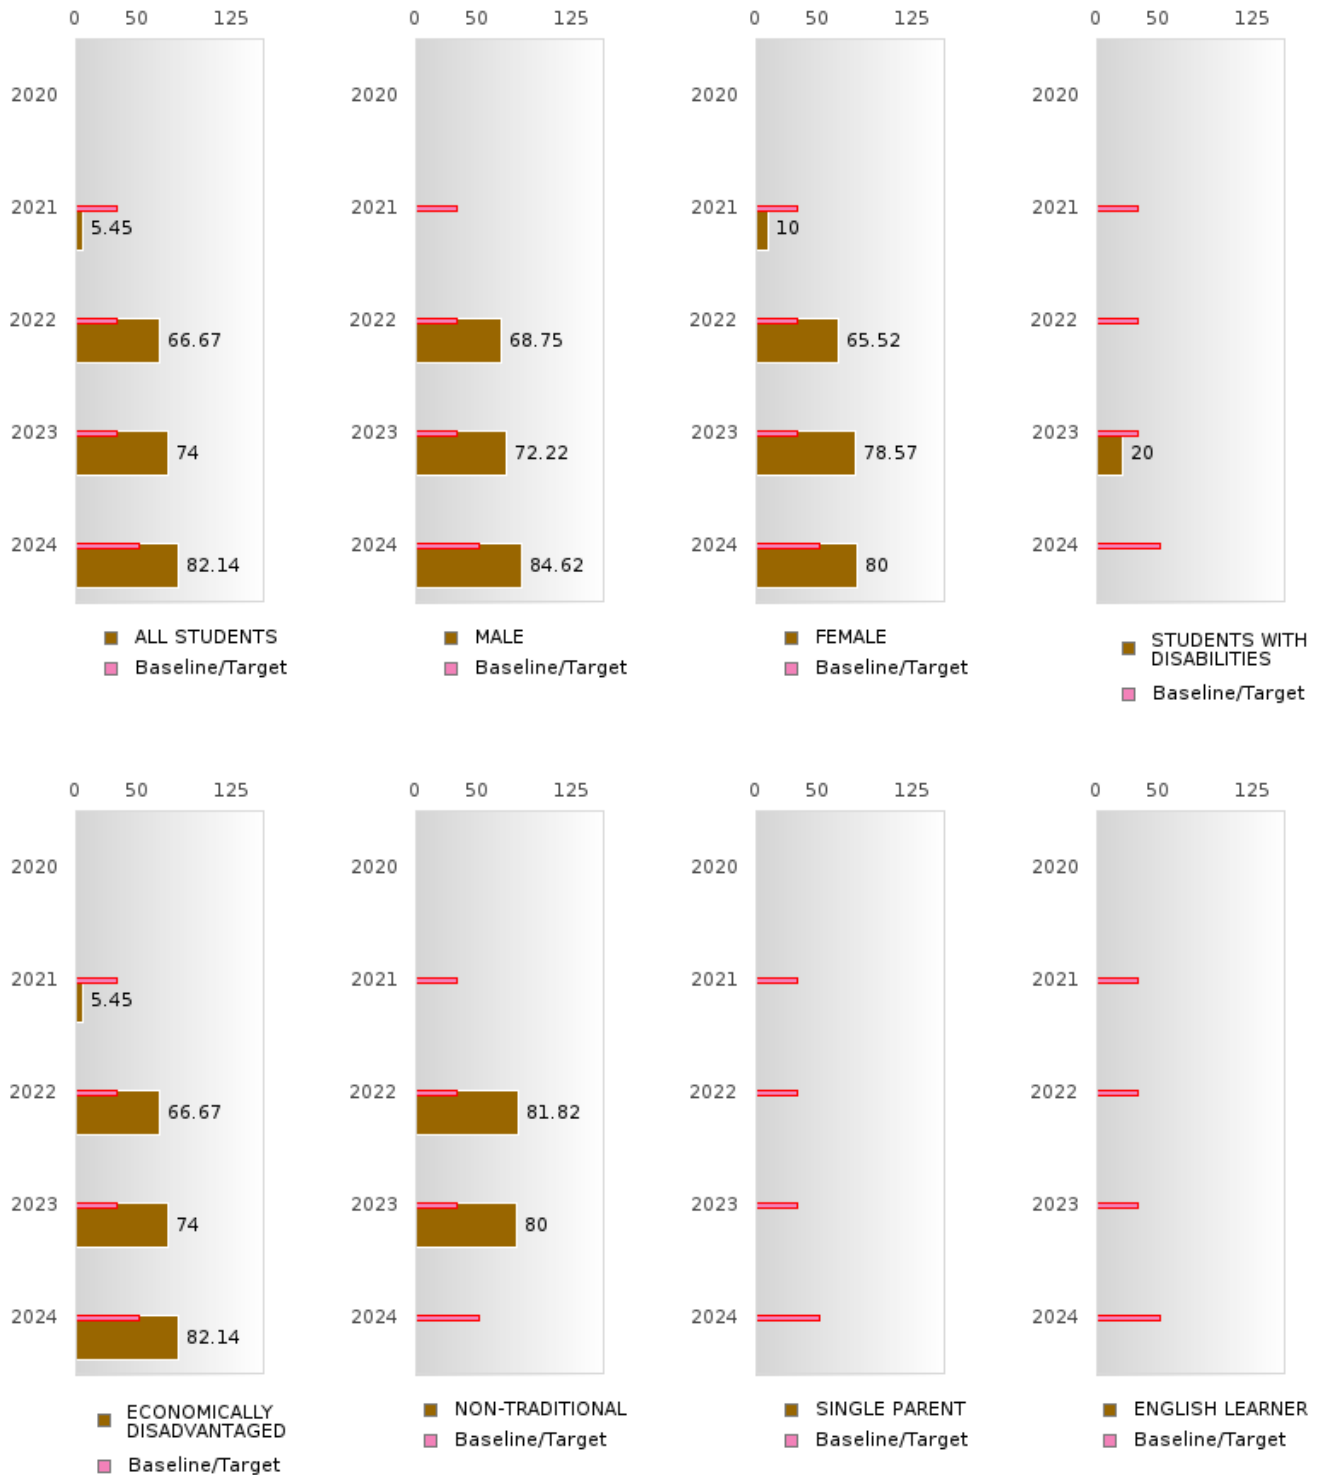 0 50 125
2020
2021
5.45
2022
66.67
2023
74
2024
82.14
ALL STUDENTS
Baseline/Target
0 50 125
2020
2021
2022
68.75
2023
72.22
2024
84.62
MALE
Baseline/Target
0 50 125
2020
2021
10
2022
65.52
2023
78.57
2024
80
FEMALE
Baseline/Target
0 50 125
2020
2021
2022
2023
20
2024
STUDENTS WITH
DISABILITIES
Baseline/Target
0 50 125
2020
2021
5.45
2022
66.67
2023
74
2024
82.14
ECONOMICALLY
DISADVANTAGED
Baseline/Target
0 50 125
2020
2021
2022
81.82
2023
80
2024
NON-TRADITIONAL
Baseline/Target
0 50 125
2020
2021
2022
2023
2024
SINGLE PARENT
Baseline/Target
0 50 125
2020
2021
2022
2023
2024
ENGLISH LEARNER
Baseline/Target